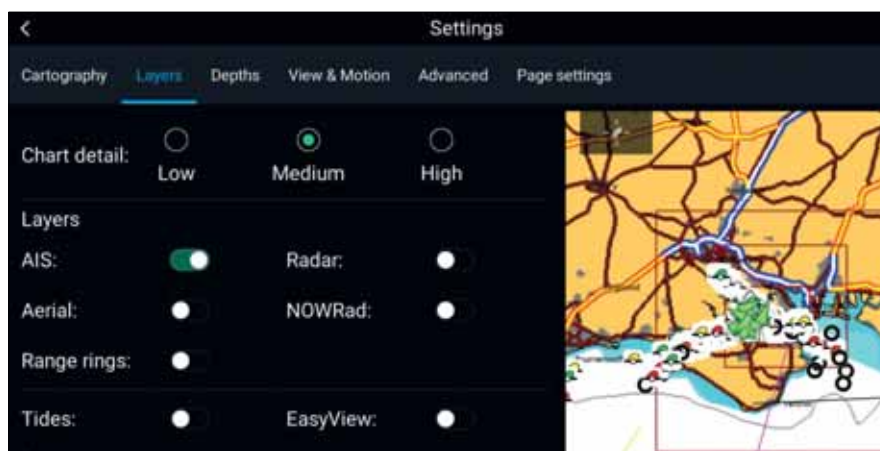 Settings
Cartography Layers Depths View & Motion Advanced Page settings
Chart detail:
Low Medium High
Layers
AIS: Radar:
Aerial: NOWRad:
Range rings:
Tides: EasyView: